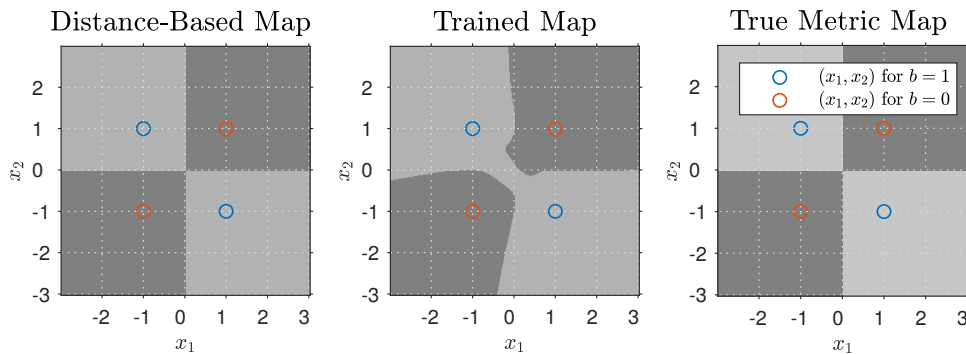 Distance-Based Map
2
1
0
-1
-2
-3
x₂
-2 -1 0 1 2 3
x₁
Trained Map
2
1
0
-1
-2
-3
x₂
-2 -1 0 1 2 3
x₁
True Metric Map
(x₁, x₂) for b = 1
(x₁, x₂) for b = 0
2
1
0
-1
-2
-3
x₂
-2 -1 0 1 2 3
x₁